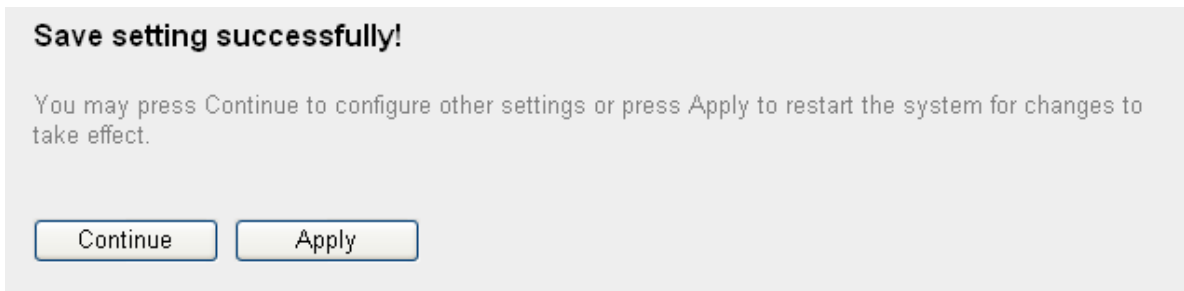 Save setting successfully!
You may press Continue to configure other settings or press Apply to restart the system for changes to
take effect.
Continue Apply